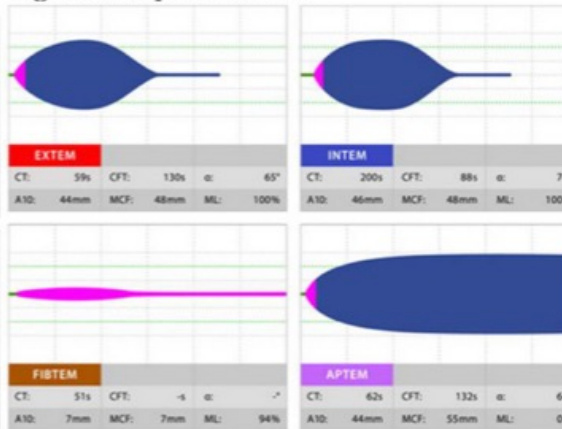 EXTEM
CT: 59s CFT: 130s α: 65°
A10: 44mm MCF: 48mm ML: 100%
INTEM
CT: 200s CFT: 88s α:
A10: 46mm MCF: 48mm ML: 100
FIBTEM
CT: 51s CFT: -s α: -°
A10: 7mm MCF: 7mm ML: 94%
APTEM
CT: 62s CFT: 132s α:
A10: 44mm MCF: 55mm ML: